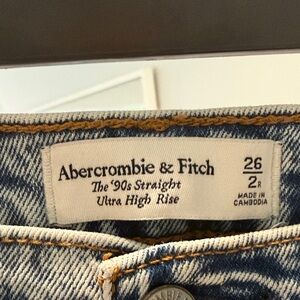 Abercrombie & Fitch
The '90s Straight
Ultra High Rise
26
2R
MADE IN
CAMBODIA